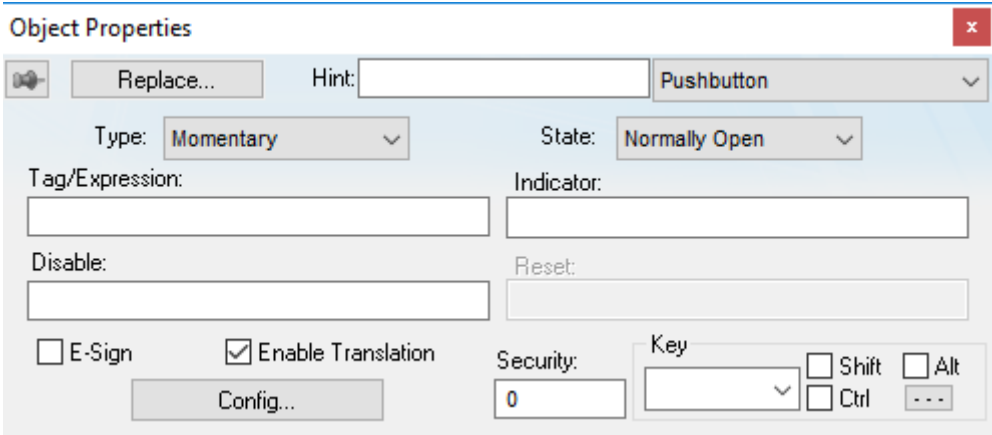 Object Properties
x
Replace... Hint: Pushbutton
Type: Momentary State: Normally Open
Tag/Expression: Indicator:
Disable: Reset:
E-Sign Enable Translation Security: Key Shift Alt
Config... 0 Ctrl ---